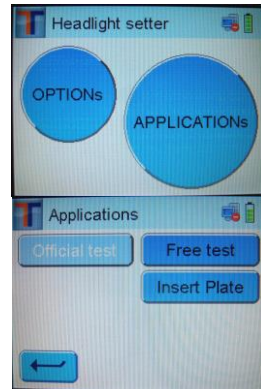 Headlight setter
OPTIONs
APPLICATIONs
Applications
Official test
Free test
Insert Plate